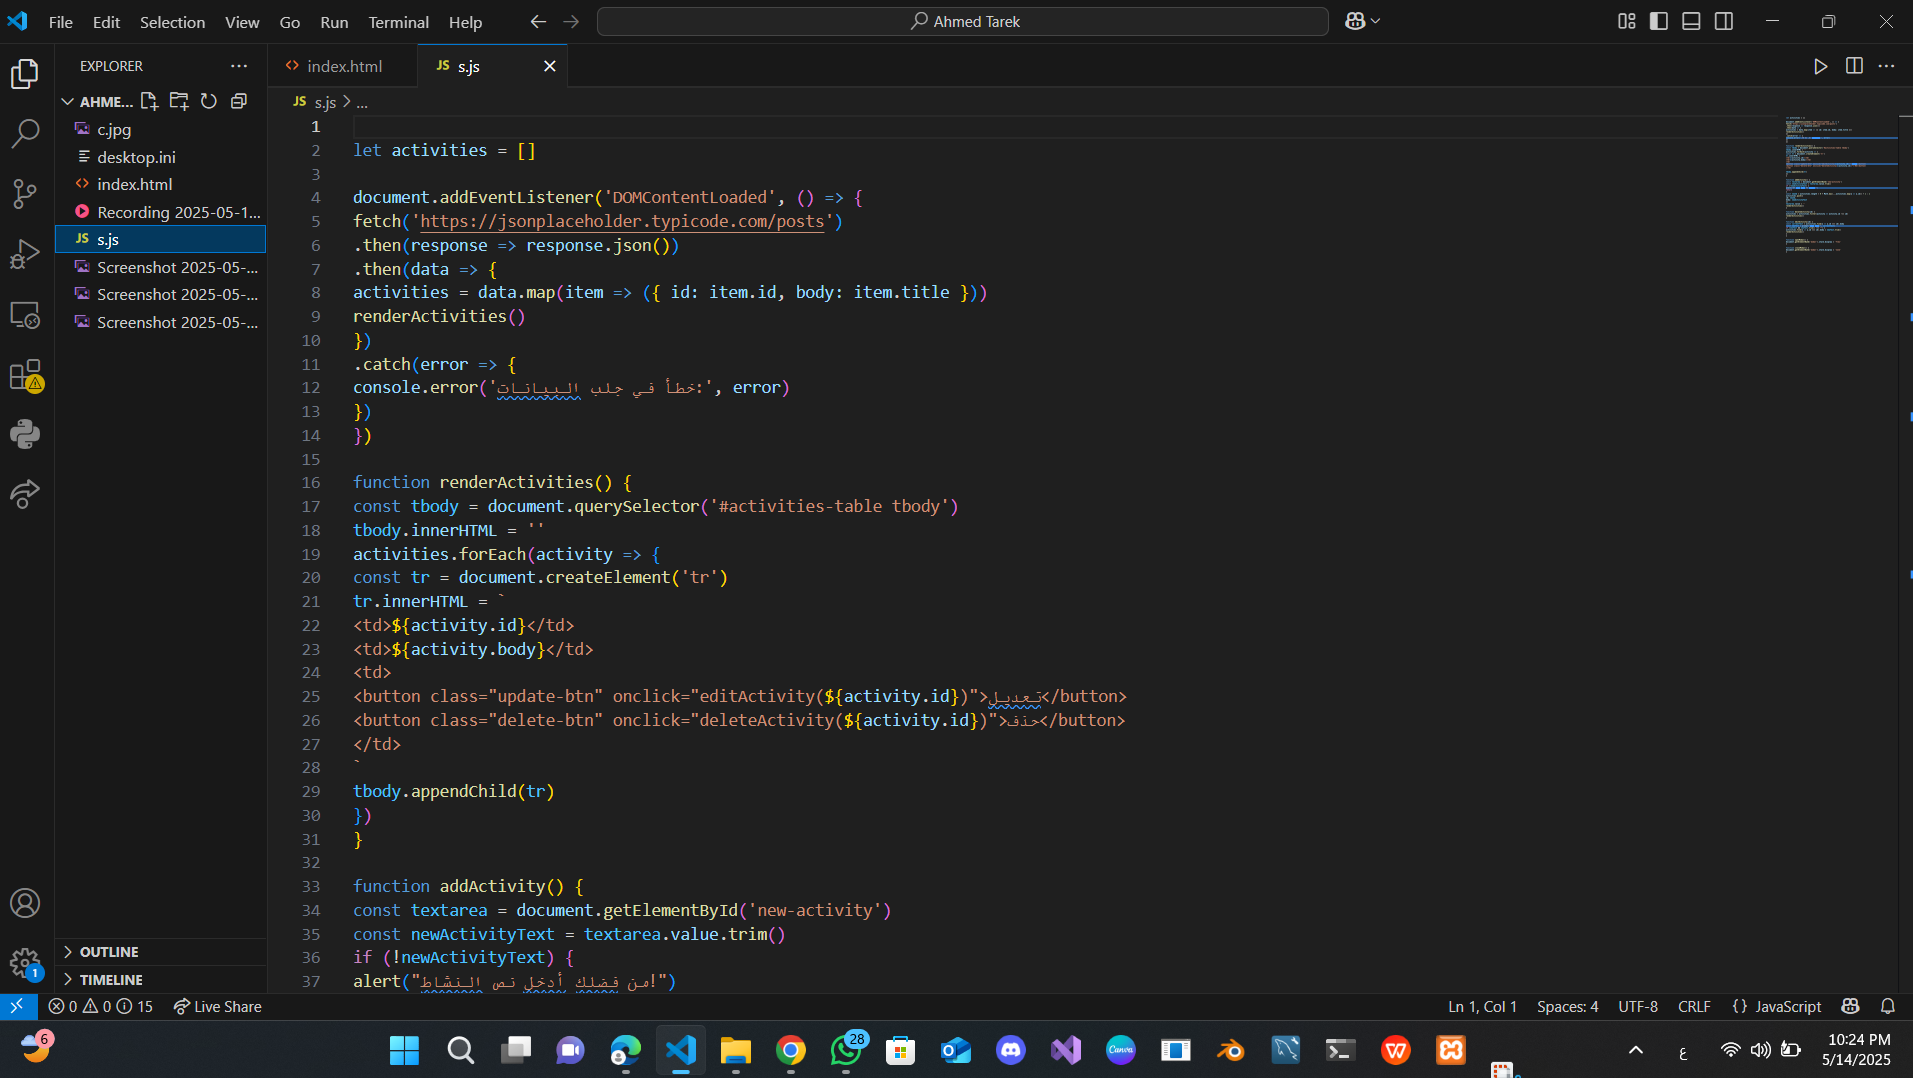 File Edit Selection View Go Run Terminal Help
Ahmed Tarek
EXPLORER
AHME...
c.jpg
desktop.ini
index.html
Recording 2025-05-1...
JS s.js
Screenshot 2025-05-...
Screenshot 2025-05-...
Screenshot 2025-05-...
OUTLINE
TIMELINE
index.html
JS s.js
JS s.js > ...
1
2 let activities = []
3
4 document.addEventListener('DOMContentLoaded', () => {
5 fetch('https://jsonplaceholder.typicode.com/posts')
6 .then(response => response.json())
7 .then(data => {
8 activities = data.map(item => ({ id: item.id, body: item.title }))
9 renderActivities()
10 })
11 .catch(error => {
12 console.error('خطأ في جلب البيانات:', error)
13 })
14 })
15
16 function renderActivities() {
17 const tbody = document.querySelector('#activities-table tbody')
18 tbody.innerHTML = ''
19 activities.forEach(activity => {
20 const tr = document.createElement('tr')
21 tr.innerHTML = `
22 <td>${activity.id}</td>
23 <td>${activity.body}</td>
24 <td>
25 <button class="update-btn" onclick="editActivity(${activity.id})">تعديل</button>
26 <button class="delete-btn" onclick="deleteActivity(${activity.id})">حذف</button>
27 </td>
28 `
29 tbody.appendChild(tr)
30 })
31 }
32
33 function addActivity() {
34 const textarea = document.getElementById('new-activity')
35 const newActivityText = textarea.value.trim()
36 if (!newActivityText) {
37 alert("من فضلك أدخل نص النشاط!")
0 0 15 Live Share
Ln 1, Col 1 Spaces: 4 UTF-8 CRLF {} JavaScript
1
6
28
Canva
ع
10:24 PM
5/14/2025